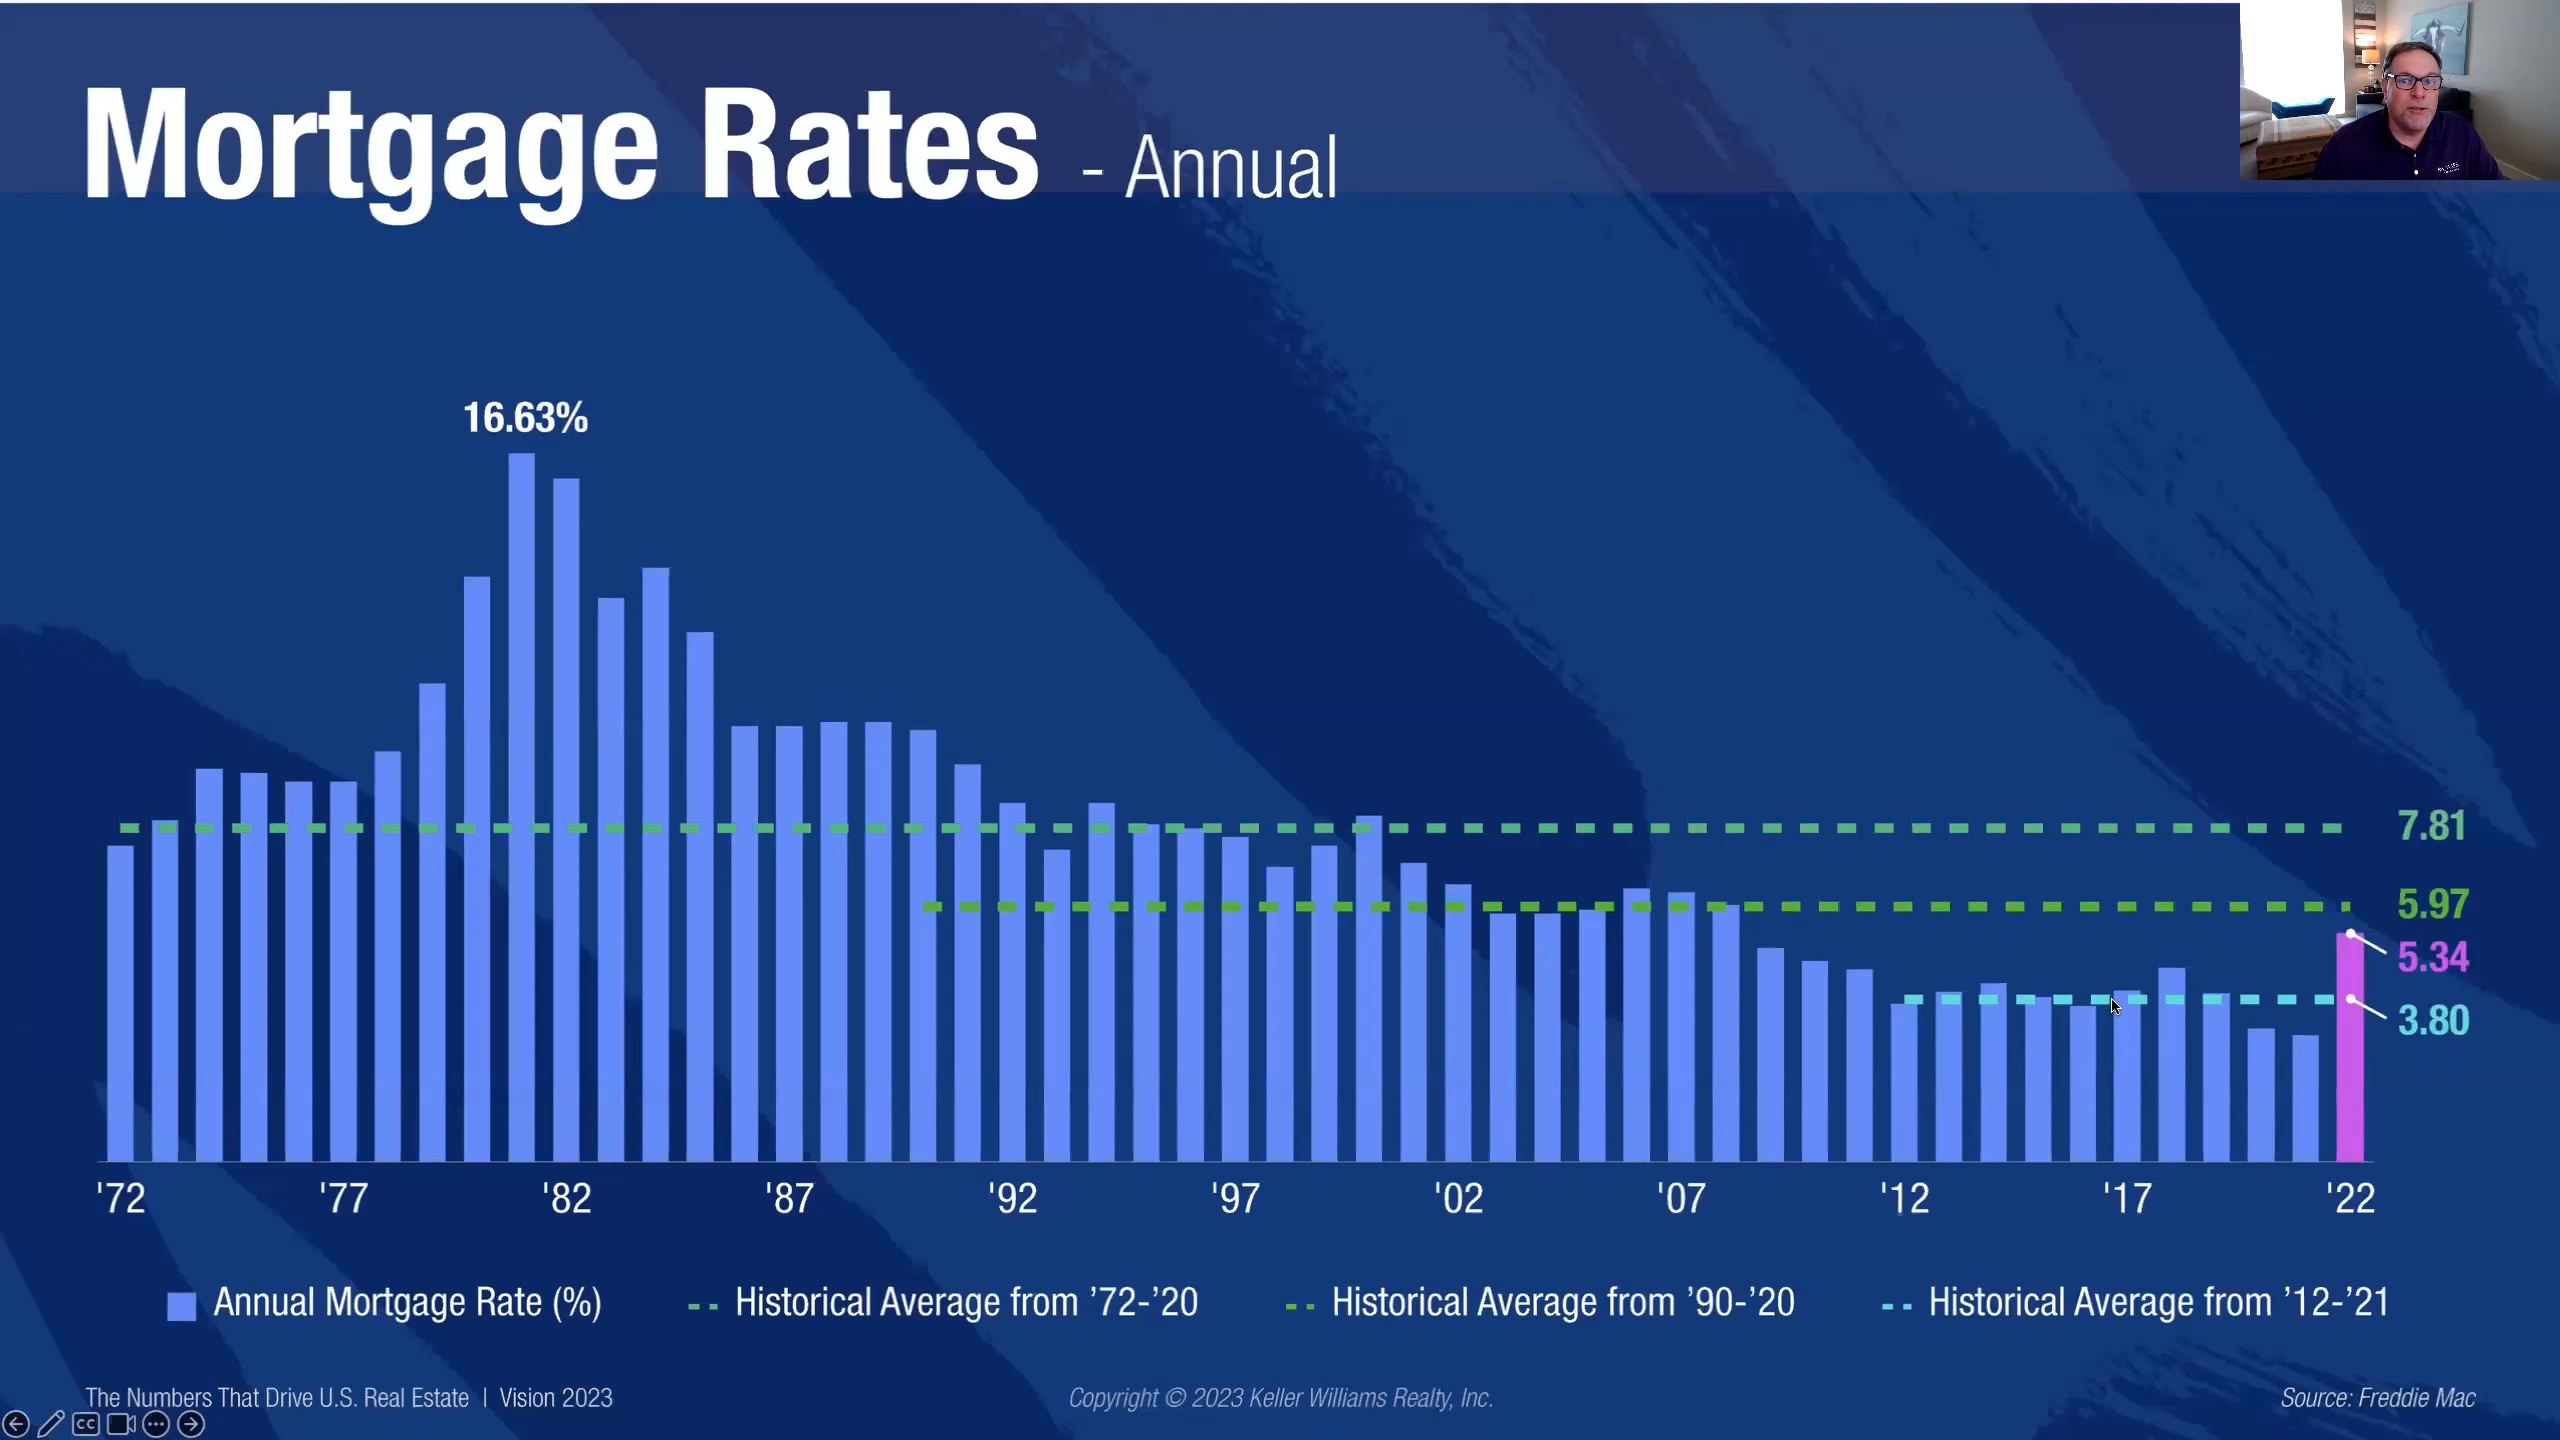 Mortgage Rates - Annual
16.63%
7.81
5.97
5.34
3.80
'72 '77 '82 '87 '92 '97 '02 '07 '12 '17 '22
Annual Mortgage Rate (%) Historical Average from ’72-’20 Historical Average from ’90-’20 Historical Average from ’12-’21
The Numbers That Drive U.S. Real Estate | Vision 2023 Copyright © 2023 Keller Williams Realty, Inc. Source: Freddie Mac
CC